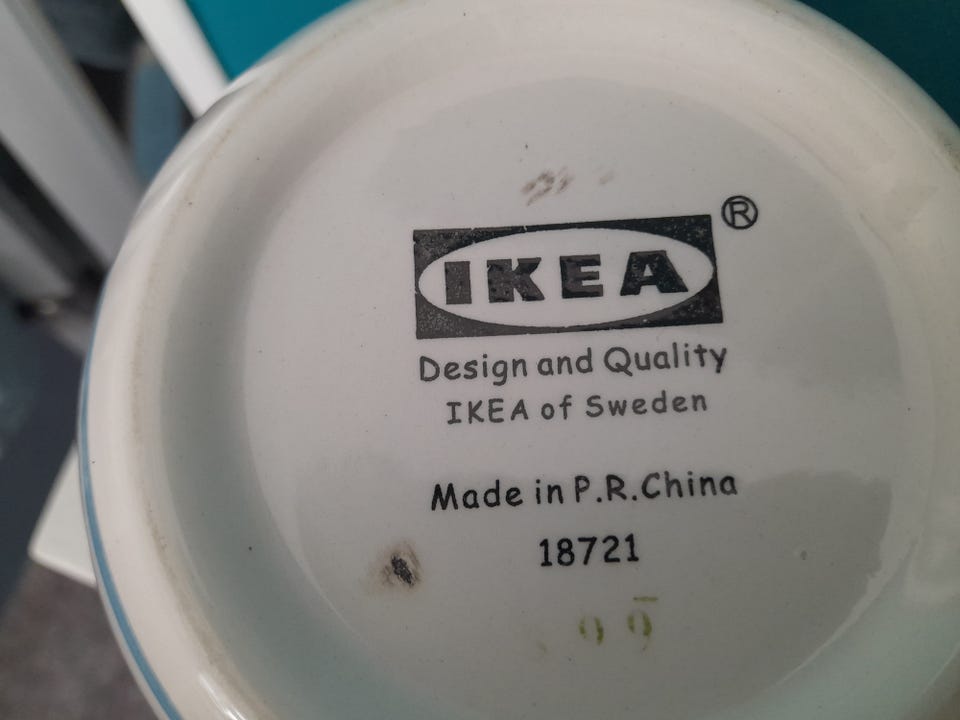 IKEA®
Design and Quality
IKEA of Sweden
Made in P.R.China
18721